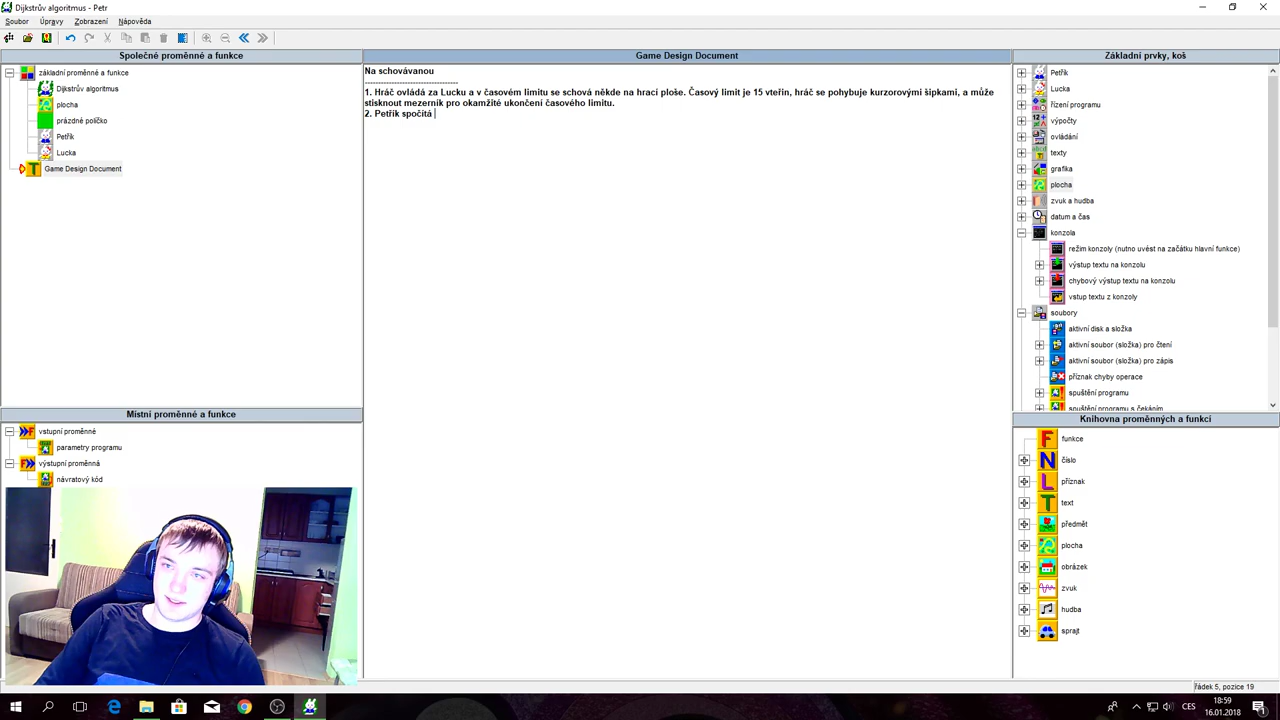 Dijkstrův algoritmus - Petr
Soubor Úpravy Zobrazení Nápověda
Společné proměnné a funkce
základní proměnné a funkce
Dijkstrův algoritmus
plocha
prázdné políčko
Petřík
Lucka
Game Design Document
Místní proměnné a funkce
vstupní proměnné
parametry programu
výstupní proměnná
návratový kód
Game Design Document
Na schovávanou
---------------------------------
1. Hráč ovládá za Lucku a v časovém limitu se schová někde na hrací ploše. Časový limit je 15 vteřin, hráč se pohybuje kurzorovými šipkami, a může
stisknout mezerník pro okamžité ukončení časového limitu.
2. Petřík spočítá
Základní prvky, koš
Petřík
Lucka
řízení programu
výpočty
ovládání
texty
grafika
plocha
zvuk a hudba
datum a čas
konzola
režim konzoly (nutno uvést na začátku hlavní funkce)
výstup textu na konzolu
chybový výstup textu na konzolu
vstup textu z konzoly
soubory
aktivní disk a složka
aktivní soubor (složka) pro čtení
aktivní soubor (složka) pro zápis
příznak chyby operace
spuštění programu
spuštění programu s čekáním
Knihovna proměnných a funkcí
funkce
číslo
příznak
text
předmět
plocha
obrázek
zvuk
hudba
sprajt
řádek 5, pozice 19
CES
18:59
16.01.2018